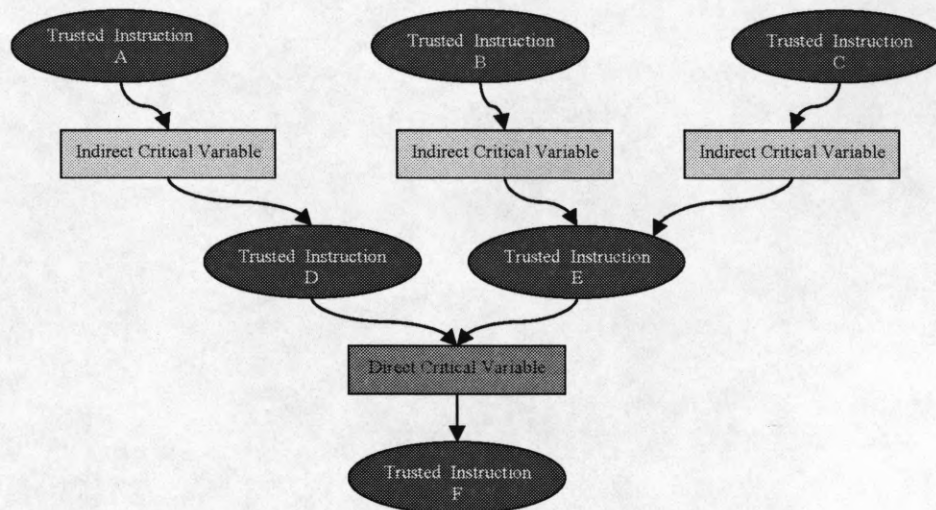 Trusted Instruction
A
Trusted Instruction
B
Trusted Instruction
C
Indirect Critical Variable
Indirect Critical Variable
Indirect Critical Variable
Trusted Instruction
D
Trusted Instruction
E
Direct Critical Variable
Trusted Instruction
F